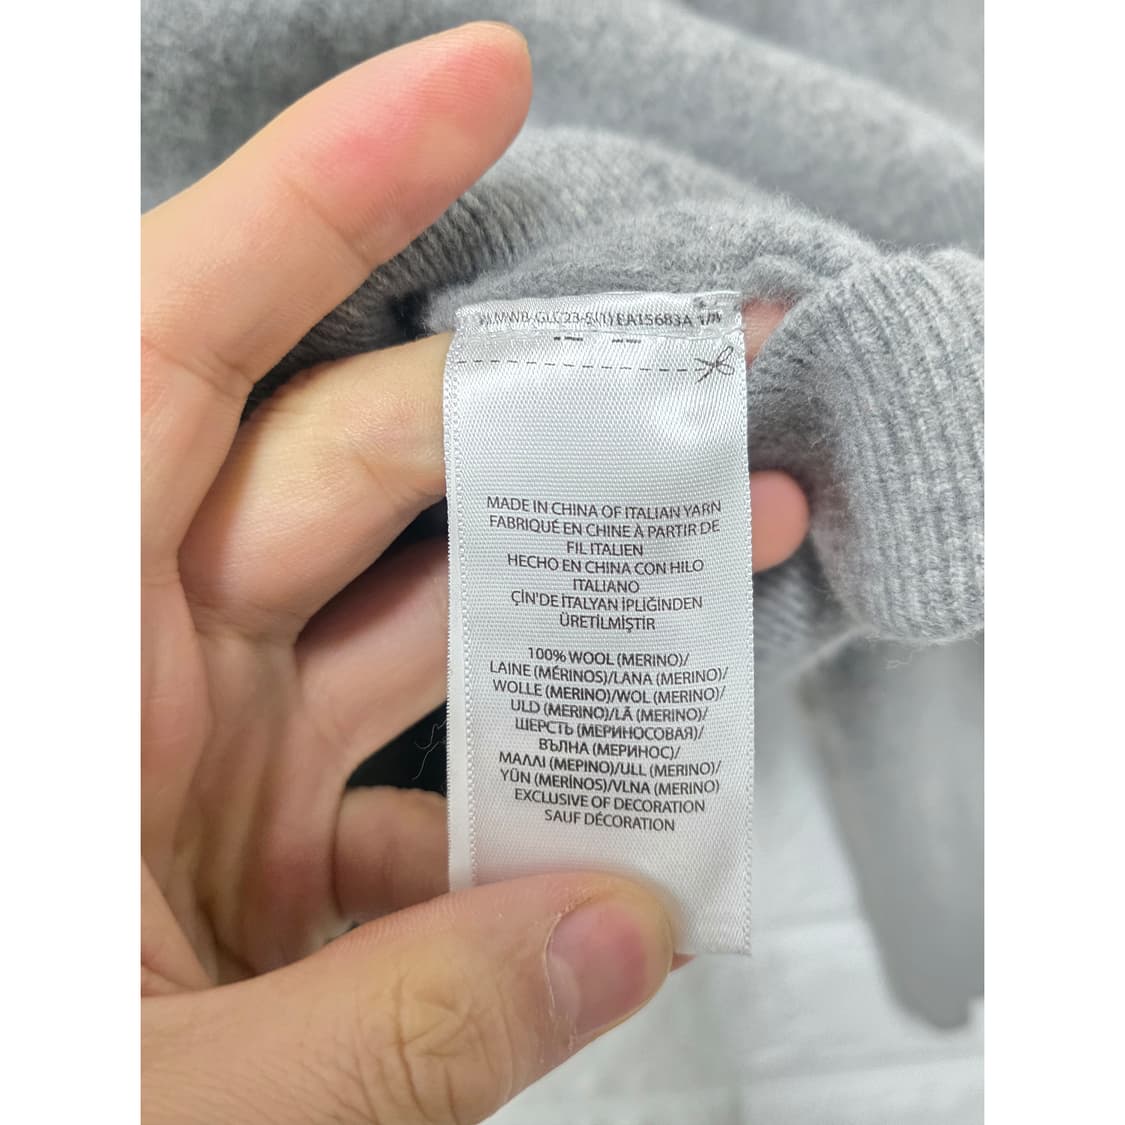 MADE IN CHINA OF ITALIAN YARN
FABRIQUÉ EN CHINE À PARTIR DE
FIL ITALIEN
HECHO EN CHINA CON HILO
ITALIANO
ÇİN'DE İTALYAN İPLİĞİNDEN
ÜRETİLMİŞTİR
100% WOOL (MERINO)/
LAINE (MÉRINOS)/LANA (MERINO)/
WOLLE (MERINO)/WOL (MERINO)/
ULD (MERINO)/LÃ (MERINO)/
ШЕРСТЬ (МЕРИНОСОВАЯ)/
ВЪЛНА (МЕРИНОС)/
ΜΑΛΛΙ (ΜΕΡΙΝΟ)/ULL (MERINO)/
YÜN (MERİNOS)/VLNA (MERINO)
EXCLUSIVE OF DECORATION
SAUF DÉCORATION